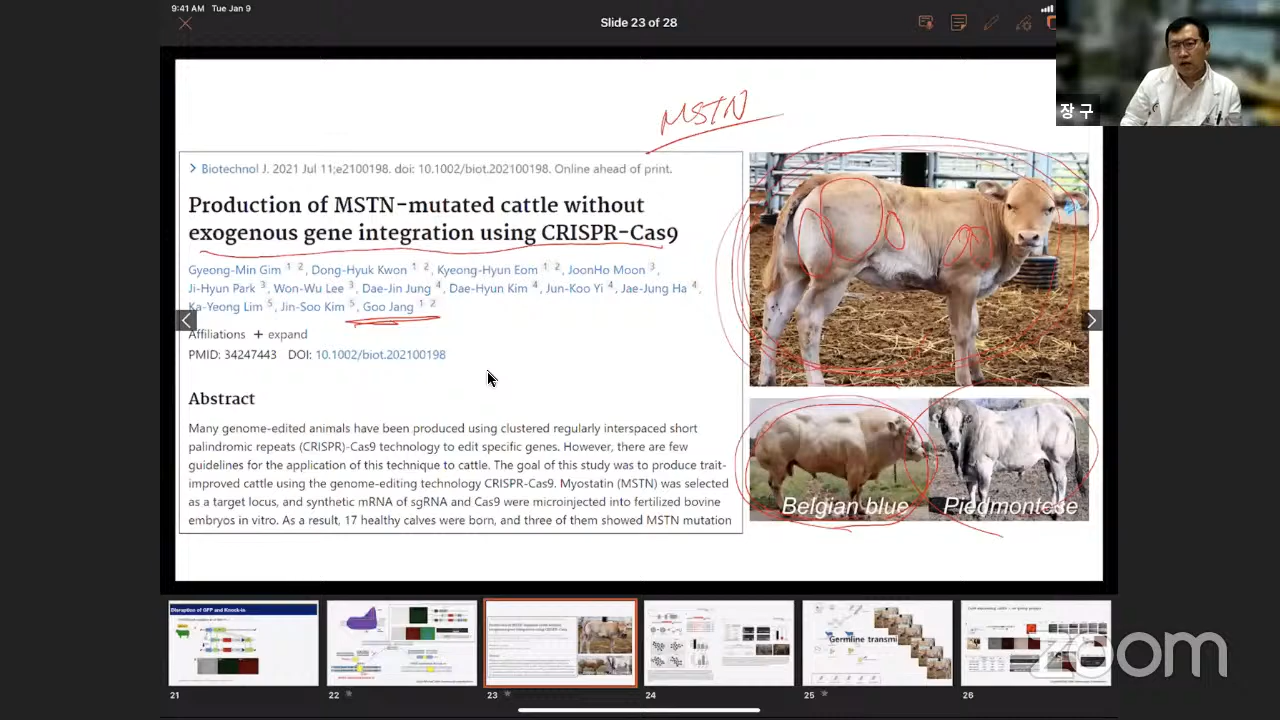 9:41 AM Tue Jan 9
Slide 23 of 28
장 구
MSTN
Biotechnol J. 2021 Jul 11;e2100198. doi: 10.1002/biot.202100198. Online ahead of print.
Production of MSTN-mutated cattle without
exogenous gene integration using CRISPR-Cas9
Gyeong-Min Gim 1 2, Dong-Hyuk Kwon 1 2, Kyeong-Hyun Eom 1 2, JoonHo Moon 3,
Ji-Hyun Park 3, Won-Wu Lee 3, Dae-Jin Jung 4, Dae-Hyun Kim 4, Jun-Koo Yi 4, Jae-Jung Ha 4,
Ka-Yeong Lim 5, Jin-Soo Kim 5, Goo Jang 1 2
Affiliations + expand
PMID: 34247443 DOI: 10.1002/biot.202100198
Abstract
Many genome-edited animals have been produced using clustered regularly interspaced short
palindromic repeats (CRISPR)-Cas9 technology to edit specific genes. However, there are few
guidelines for the application of this technique to cattle. The goal of this study was to produce trait-
improved cattle using the genome-editing technology CRISPR-Cas9. Myostatin (MSTN) was selected
as a target locus, and synthetic mRNA of sgRNA and Cas9 were microinjected into fertilized bovine
embryos in vitro. As a result, 17 healthy calves were born, and three of them showed MSTN mutation
Belgian blue
Piedmontese
Disruption of GFP and Knock-in
Germline transmi
21
22
23
24
25
26
zoom